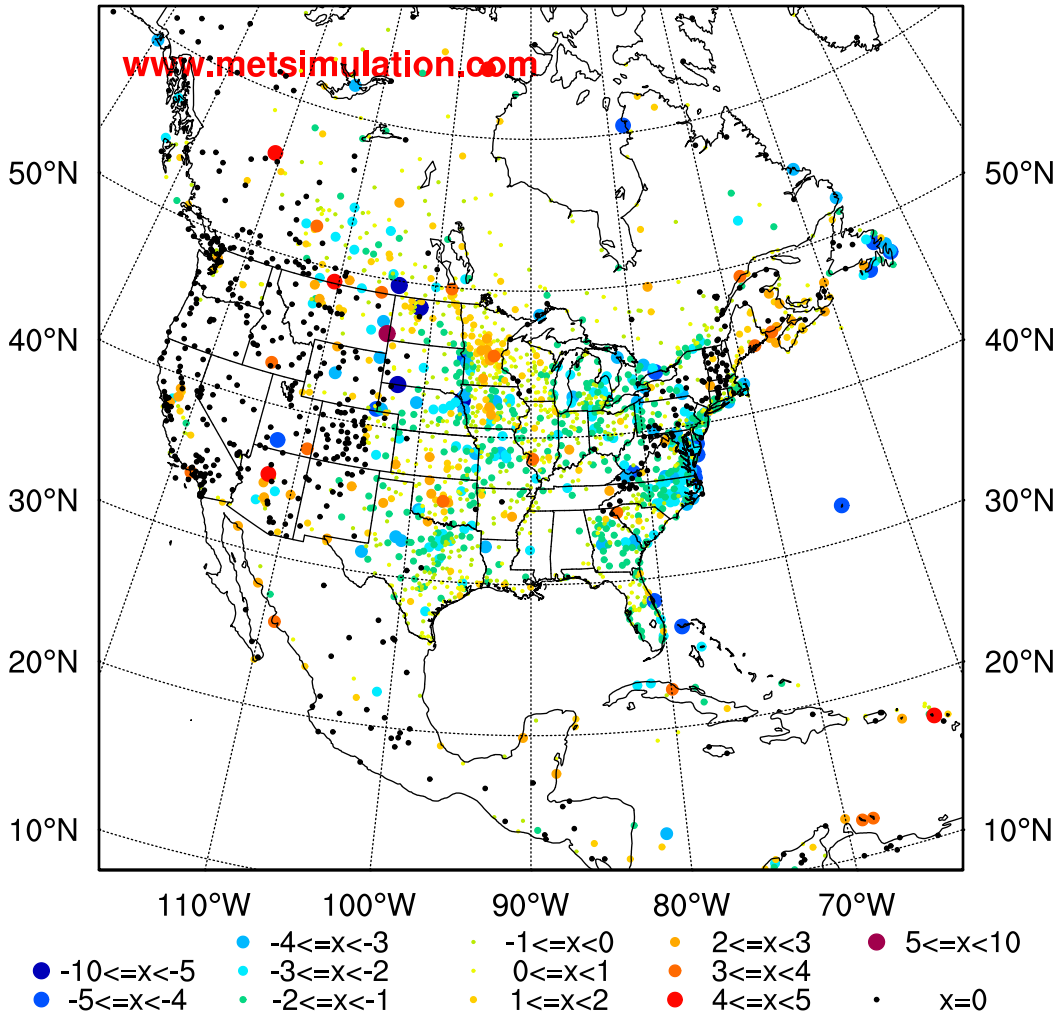 www.metsimulation.com
50°N 50°N
40°N 40°N
30°N 30°N
20°N 20°N
10°N 10°N
110°W 100°W 90°W 80°W 70°W
-4<=x<-3 -1<=x<0 2<=x<3 5<=x<10
-10<=x<-5 -3<=x<-2 0<=x<1 3<=x<4
-5<=x<-4 -2<=x<-1 1<=x<2 4<=x<5 x=0